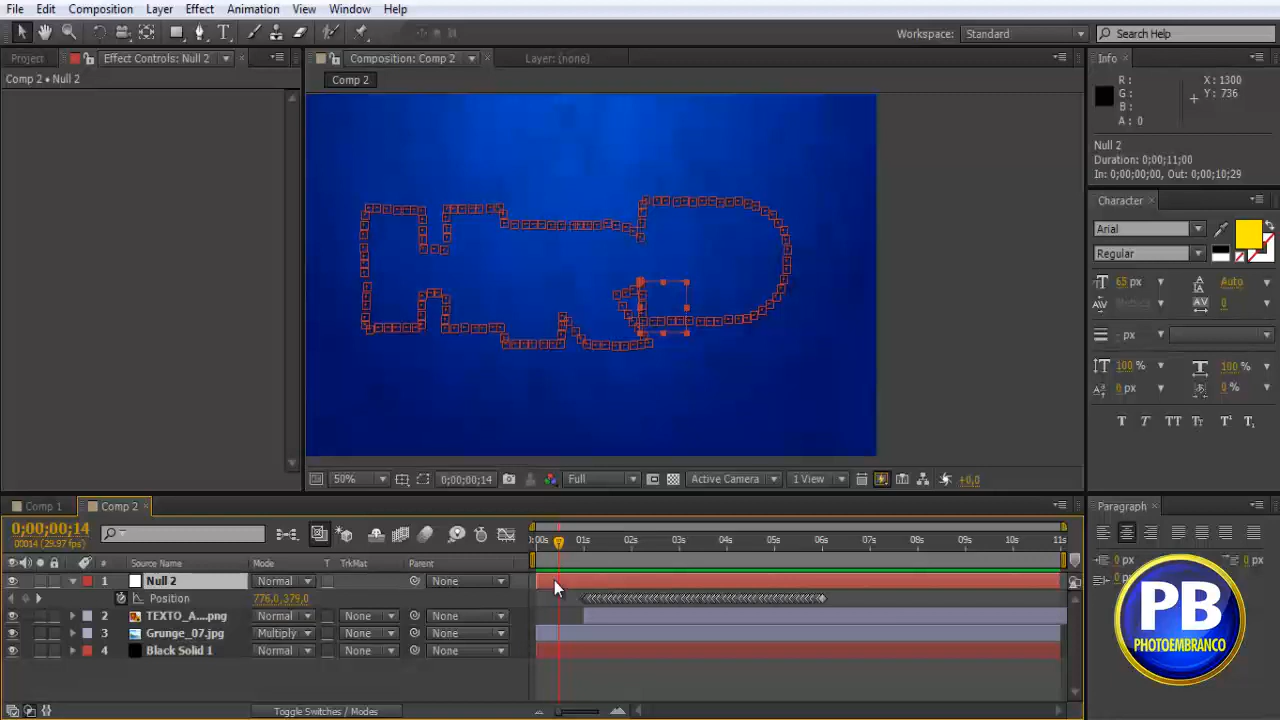 File Edit Composition Layer Effect Animation View Window Help
Workspace: Standard Search Help
Project Effect Controls: Null 2 Composition: Comp 2 Layer: (none) Info
Comp 2 • Null 2
Comp 2
R :
G :
B :
A : 0
X : 1300
Y : 736
Null 2
Duration: 0;00;11;00
In: 0;00;00;00, Out: 0;00;10;29
Character
Arial
Regular
65 px Auto
Metrics 0
- px
100 % 100 %
0 px 0 %
T T TT Tt T¹ T₁
50% 0;00;00;14 Full Active Camera 1 View +0,0
Comp 1 Comp 2
Paragraph
0;00;00;14
00014 (29.97 fps)
:00s 01s 02s 03s 04s 05s 06s 07s 08s 09s 10s 11s
Source Name Mode T TrkMat Parent
1 Null 2 Normal None
Position 776,0,379,0
2 TEXTO_A....png Normal None None
3 Grunge_07.jpg Multiply None None
4 Black Solid 1 Normal None None
0 px 0 px
0 px
PB
PHOTOEMBRANCO
Toggle Switches / Modes